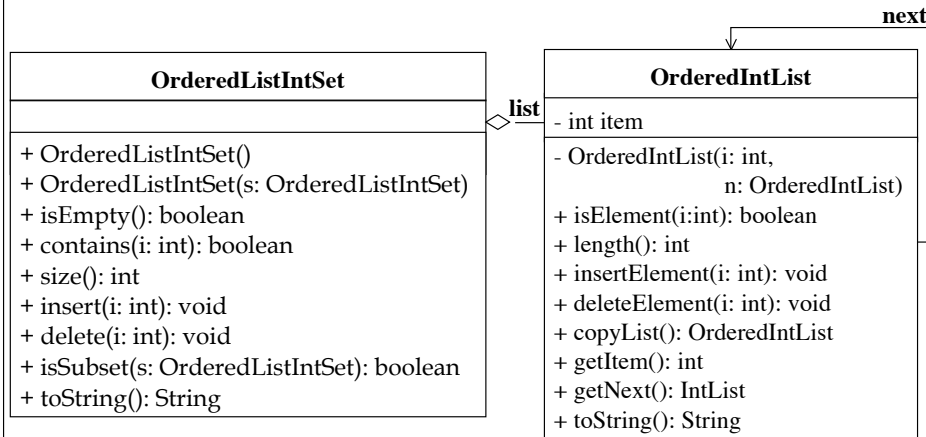 next
OrderedListIntSet
+ OrderedListIntSet()
+ OrderedListIntSet(s: OrderedListIntSet)
+ isEmpty(): boolean
+ contains(i: int): boolean
+ size(): int
+ insert(i: int): void
+ delete(i: int): void
+ isSubset(s: OrderedListIntSet): boolean
+ toString(): String
list
OrderedIntList
- int item
- OrderedIntList(i: int,
n: OrderedIntList)
+ isElement(i:int): boolean
+ length(): int
+ insertElement(i: int): void
+ deleteElement(i: int): void
+ copyList(): OrderedIntList
+ getItem(): int
+ getNext(): IntList
+ toString(): String